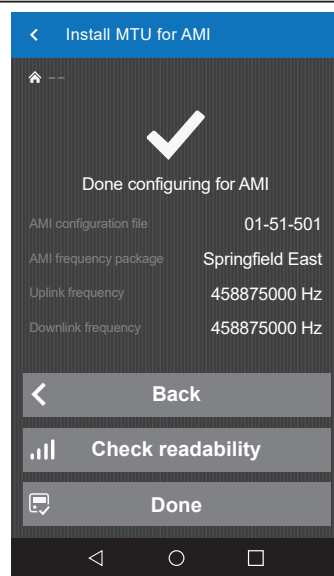 Install MTU for AMI
--
Done configuring for AMI
AMI configuration file 01-51-501
AMI frequency package Springfield East
Uplink frequency 458875000 Hz
Downlink frequency 458875000 Hz
Back
Check readability
Done